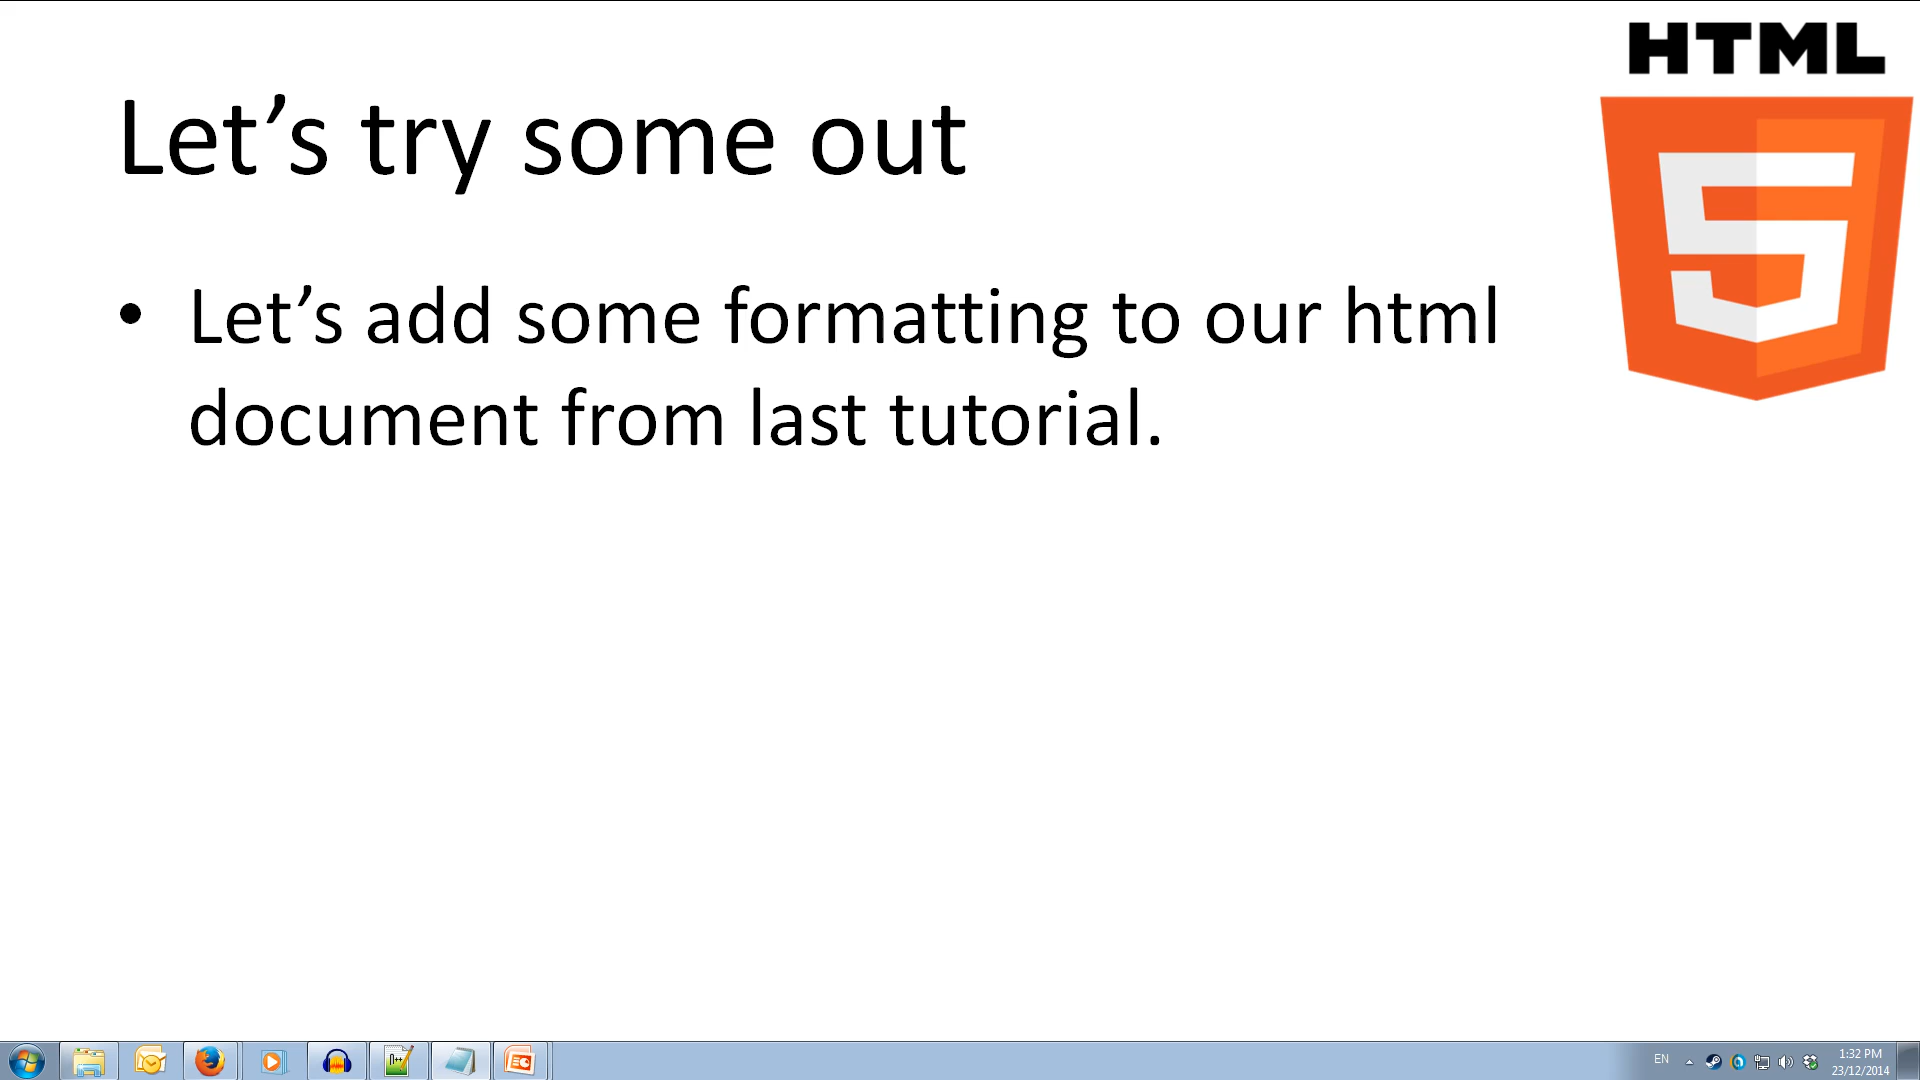 HTML
5
Let’s try some out
• Let’s add some formatting to our html
document from last tutorial.
EN
1:32 PM
23/12/2014